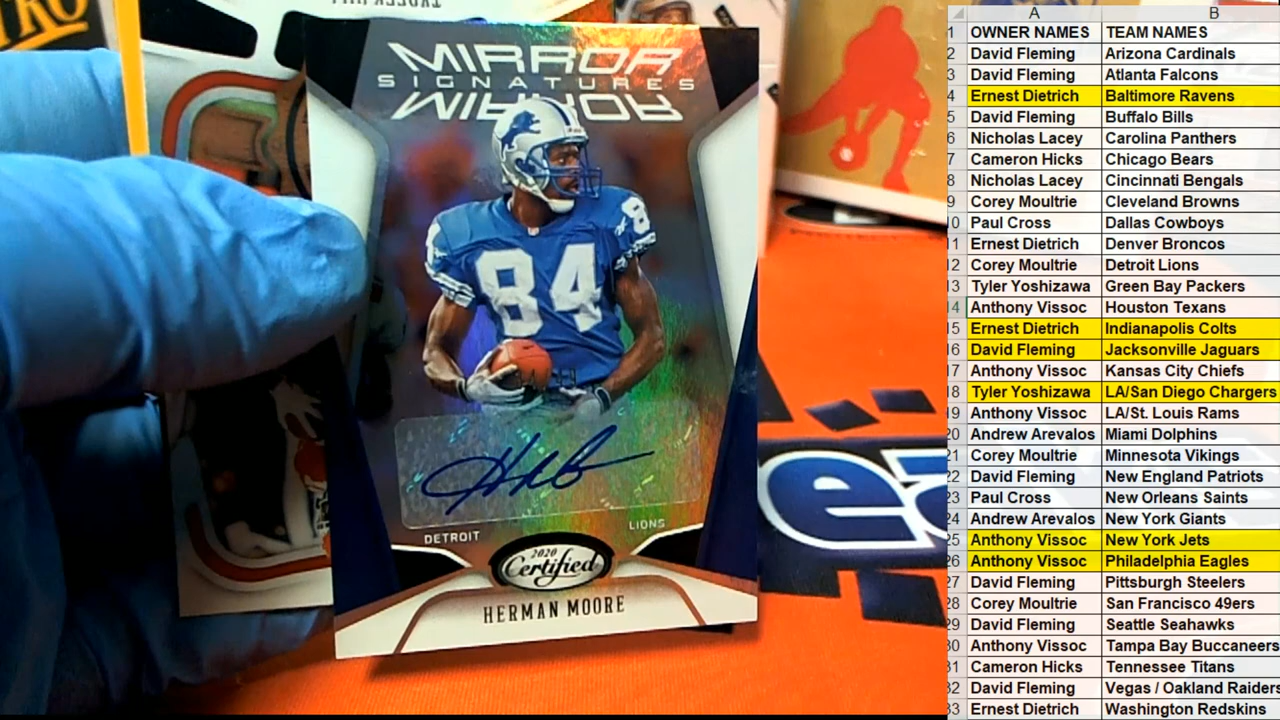 MIRROR
SIGNATURES
MIRROR
84
84
DETROIT
LIONS
2020
Certified
HERMAN MOORE
A B
1 OWNER NAMES TEAM NAMES
2 David Fleming Arizona Cardinals
3 David Fleming Atlanta Falcons
4 Ernest Dietrich Baltimore Ravens
5 David Fleming Buffalo Bills
6 Nicholas Lacey Carolina Panthers
7 Cameron Hicks Chicago Bears
8 Nicholas Lacey Cincinnati Bengals
9 Corey Moultrie Cleveland Browns
10 Paul Cross Dallas Cowboys
11 Ernest Dietrich Denver Broncos
12 Corey Moultrie Detroit Lions
13 Tyler Yoshizawa Green Bay Packers
14 Anthony Vissoc Houston Texans
15 Ernest Dietrich Indianapolis Colts
16 David Fleming Jacksonville Jaguars
17 Anthony Vissoc Kansas City Chiefs
18 Tyler Yoshizawa LA/San Diego Chargers
19 Anthony Vissoc LA/St. Louis Rams
20 Andrew Arevalos Miami Dolphins
21 Corey Moultrie Minnesota Vikings
22 David Fleming New England Patriots
23 Paul Cross New Orleans Saints
24 Andrew Arevalos New York Giants
25 Anthony Vissoc New York Jets
26 Anthony Vissoc Philadelphia Eagles
27 David Fleming Pittsburgh Steelers
28 Corey Moultrie San Francisco 49ers
29 David Fleming Seattle Seahawks
30 Anthony Vissoc Tampa Bay Buccaneers
31 Cameron Hicks Tennessee Titans
32 David Fleming Vegas / Oakland Raiders
33 Ernest Dietrich Washington Redskins